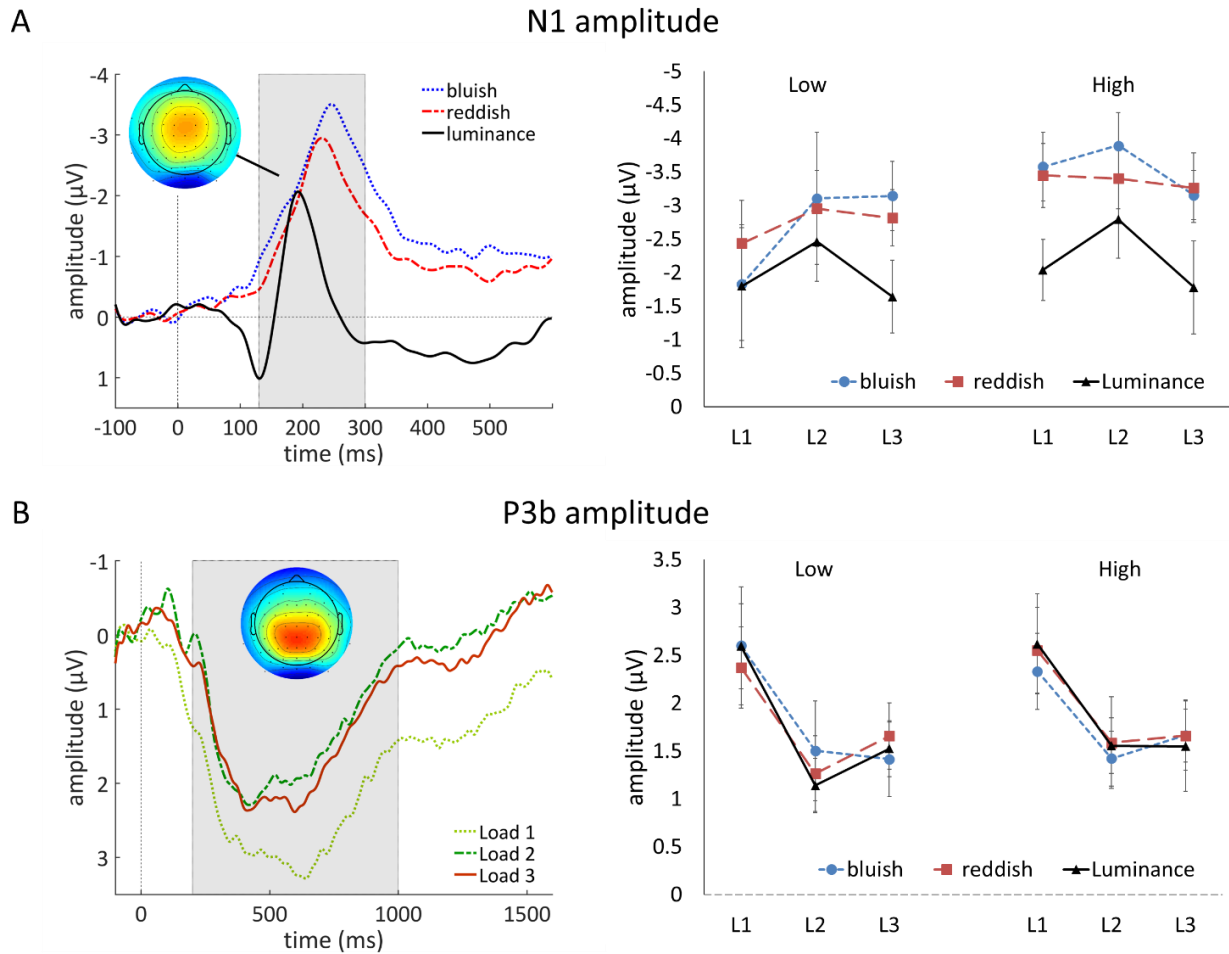 A
N1 amplitude
amplitude (µV)
-4
-3
-2
-1
0
1
bluish
reddish
luminance
-100 0 100 200 300 400 500
time (ms)
amplitude (µV)
-5
-4.5
-4
-3.5
-3
-2.5
-2
-1.5
-1
-0.5
0
Low High
bluish reddish Luminance
L1 L2 L3 L1 L2 L3
B
P3b amplitude
amplitude (µV)
-1
0
1
2
3
Load 1
Load 2
Load 3
0 500 1000 1500
time (ms)
amplitude (µV)
3.5
3
2.5
2
1.5
1
0.5
0
Low High
bluish reddish Luminance
L1 L2 L3 L1 L2 L3